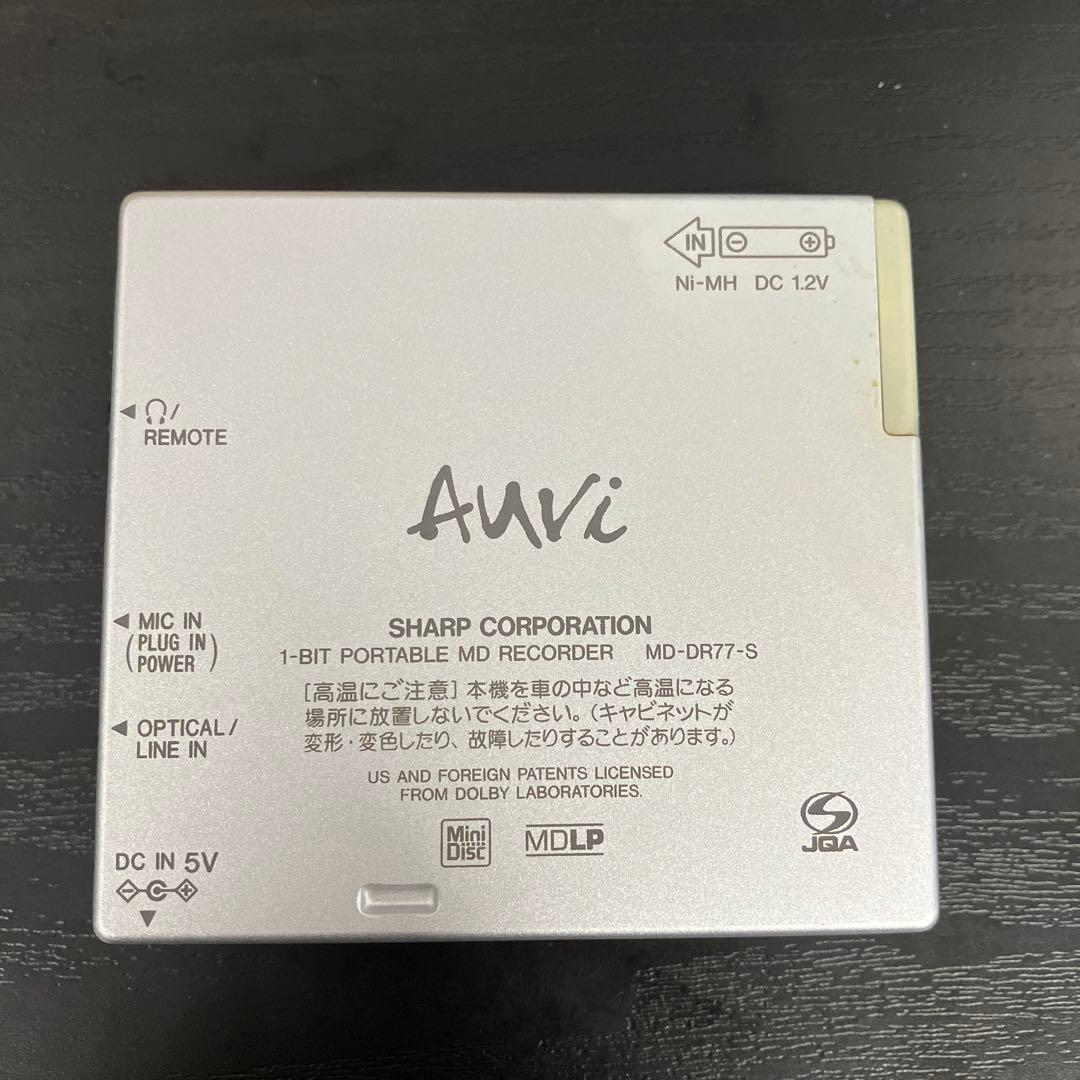 IN
Ni-MH DC 1.2V
/
REMOTE
Auvi
MIC IN
(PLUG IN
POWER)
SHARP CORPORATION
1-BIT PORTABLE MD RECORDER MD-DR77-S
[高温にご注意] 本機を車の中など高温になる
場所に放置しないでください。(キャビネットが
変形・変色したり、故障したりすることがあります。)
OPTICAL/
LINE IN
US AND FOREIGN PATENTS LICENSED
FROM DOLBY LABORATORIES.
Mini
Disc
MDLP
JQA
DC IN 5V